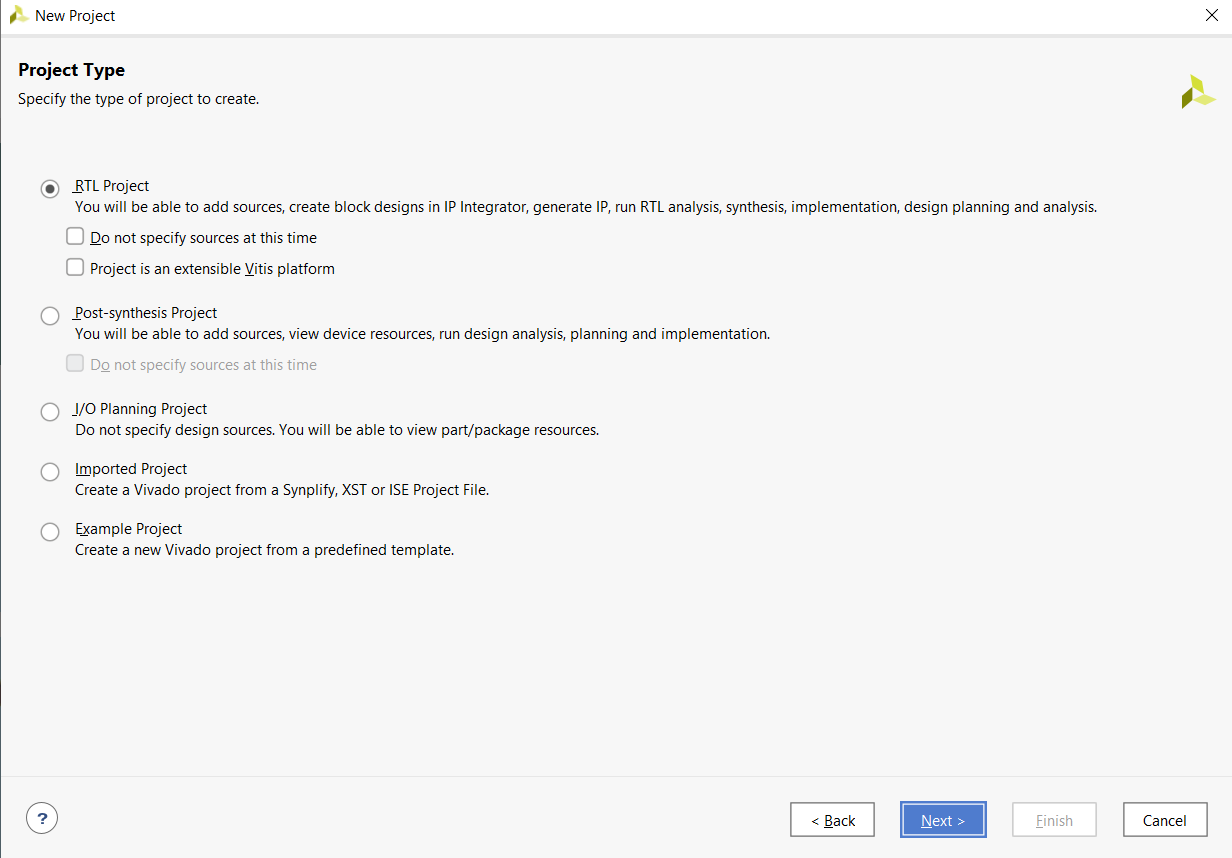 New Project
Project Type
Specify the type of project to create.
RTL Project
You will be able to add sources, create block designs in IP Integrator, generate IP, run RTL analysis, synthesis, implementation, design planning and analysis.
Do not specify sources at this time
Project is an extensible Vitis platform
Post-synthesis Project
You will be able to add sources, view device resources, run design analysis, planning and implementation.
Do not specify sources at this time
I/O Planning Project
Do not specify design sources. You will be able to view part/package resources.
Imported Project
Create a Vivado project from a Synplify, XST or ISE Project File.
Example Project
Create a new Vivado project from a predefined template.
? < Back Next > Finish Cancel